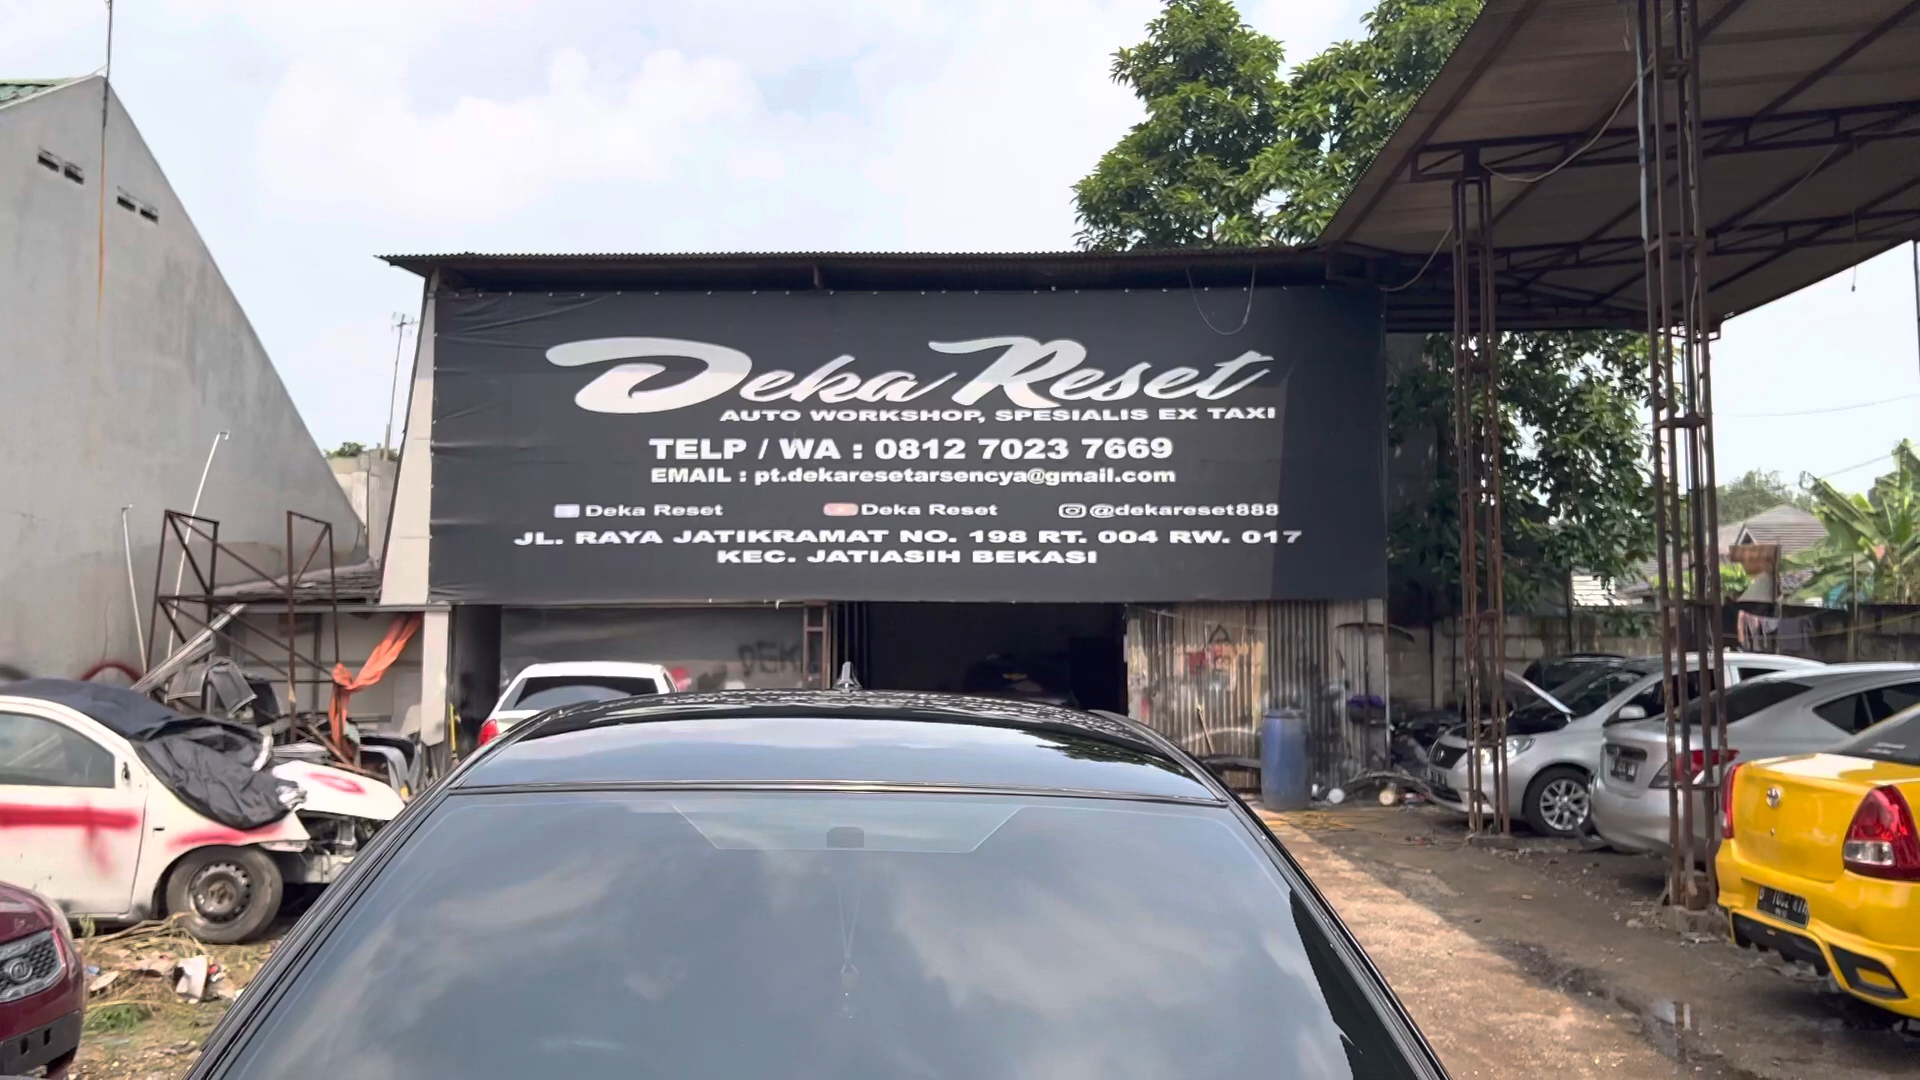 Deka Reset
AUTO WORKSHOP, SPESIALIS EX TAXI
TELP / WA : 0812 7023 7669
EMAIL : pt.dekaresetarsencya@gmail.com
Deka Reset Deka Reset @dekareset888
JL. RAYA JATIKRAMAT NO. 198 RT. 004 RW. 017
KEC. JATIASIH BEKASI
DEKA